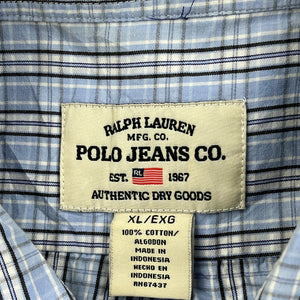 RALPH LAUREN
MFG. CO.
POLO JEANS CO.
EST. RL 1967
AUTHENTIC DRY GOODS
XL/EXG
100% COTTON/
ALGODON
MADE IN
INDONESIA
HECHO EN
INDONESIA
RN67437